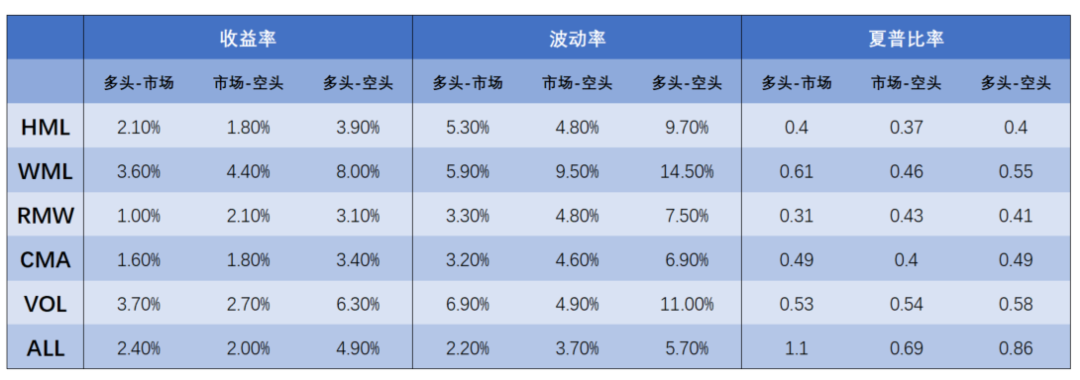 收益率 波动率 夏普比率
多头-市场 市场-空头 多头-空头 多头-市场 市场-空头 多头-空头 多头-市场 市场-空头 多头-空头
HML 2.10% 1.80% 3.90% 5.30% 4.80% 9.70% 0.4 0.37 0.4
WML 3.60% 4.40% 8.00% 5.90% 9.50% 14.50% 0.61 0.46 0.55
RMW 1.00% 2.10% 3.10% 3.30% 4.80% 7.50% 0.31 0.43 0.41
CMA 1.60% 1.80% 3.40% 3.20% 4.60% 6.90% 0.49 0.4 0.49
VOL 3.70% 2.70% 6.30% 6.90% 4.90% 11.00% 0.53 0.54 0.58
ALL 2.40% 2.00% 4.90% 2.20% 3.70% 5.70% 1.1 0.69 0.86